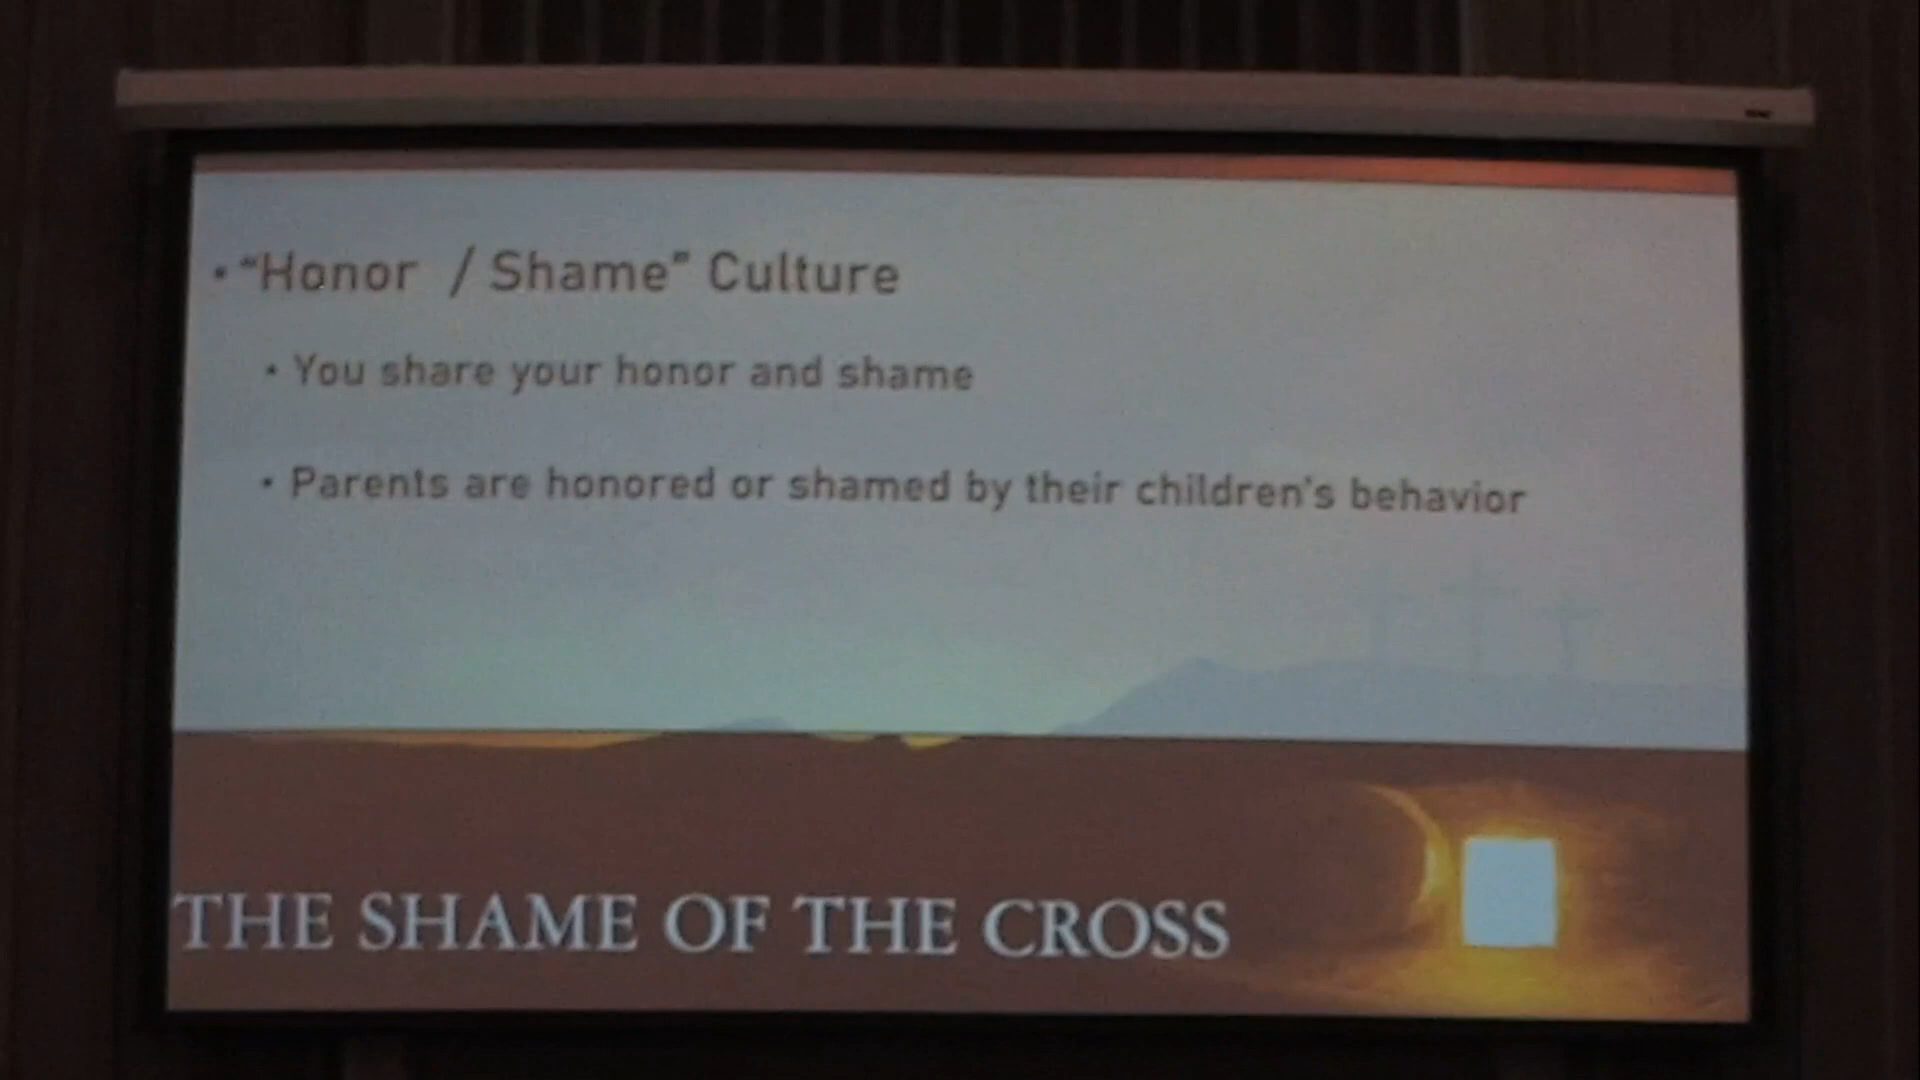 • “Honor / Shame” Culture
• You share your honor and shame
• Parents are honored or shamed by their children's behavior
THE SHAME OF THE CROSS